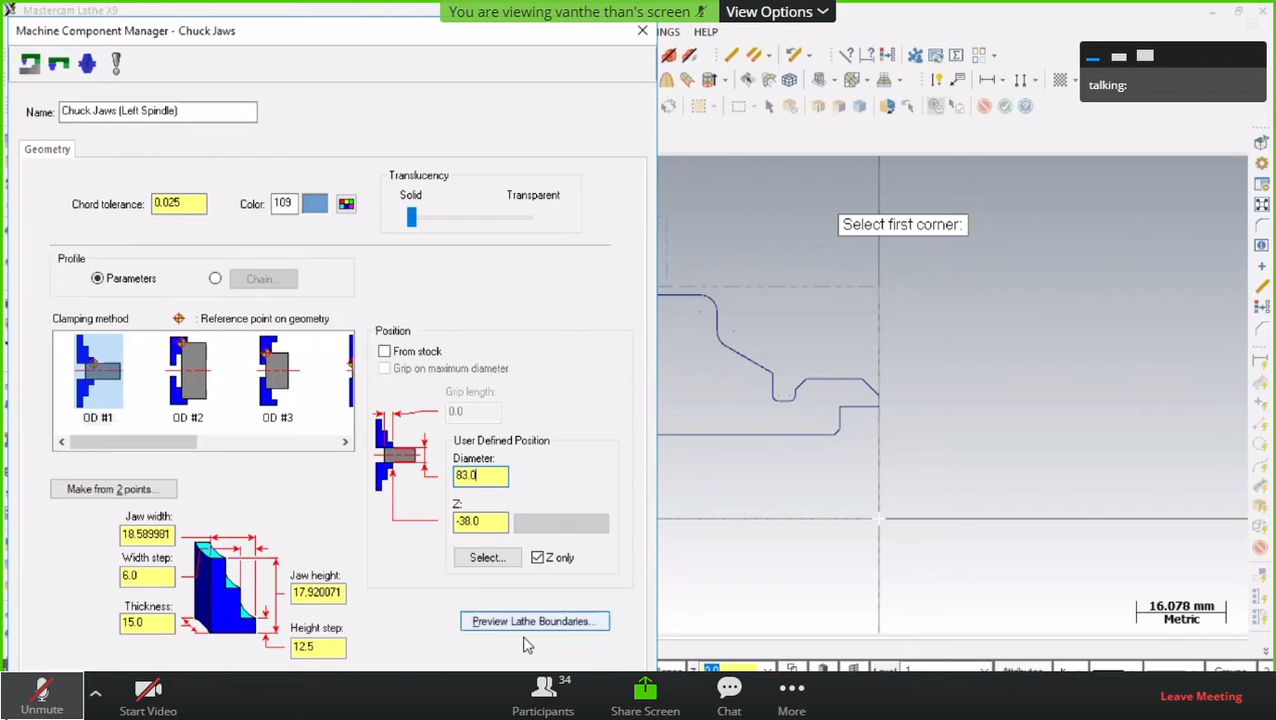 Mastercam Lathe X9
You are viewing vanthe than's screen
View Options
Machine Component Manager - Chuck Jaws
NGS
HELP
talking:
Name:
Chuck Jaws (Left Spindle)
Geometry
Translucency
Solid
Transparent
Chord tolerance:
0.025
Color:
109
Select first corner:
Profile
Parameters
Chain...
Clamping method
: Reference point on geometry
Position
From stock
Grip on maximum diameter
Grip length:
0.0
OD #1
OD #2
OD #3
User Defined Position
Diameter:
83.0
Make from 2 points...
Z:
-38.0
Jaw width:
18.589981
Width step:
6.0
Select...
Z only
Jaw height:
17.920071
Thickness:
15.0
Height step:
12.5
Preview Lathe Boundaries...
16.078 mm
Metric
Unmute
Start Video
34
Participants
Share Screen
Chat
More
Leave Meeting